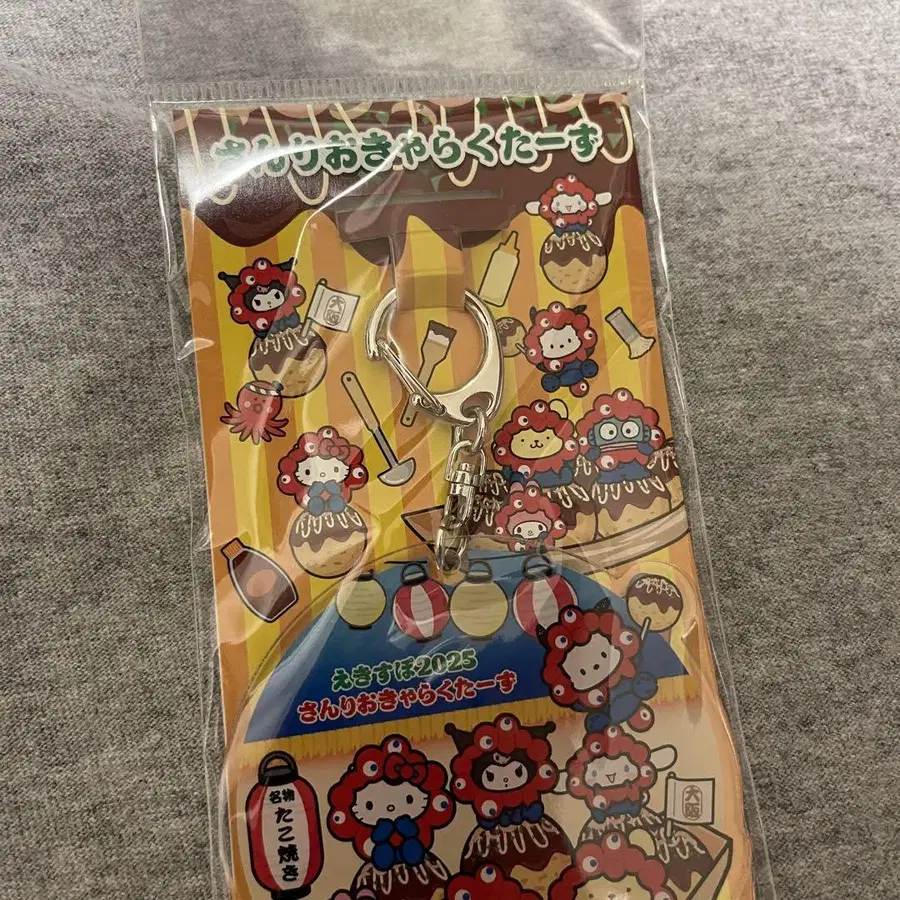 さんりおきゃらくたーず
大阪
えきすぽ2025
さんりおきゃらくたーず
名物
たこ焼き
大阪